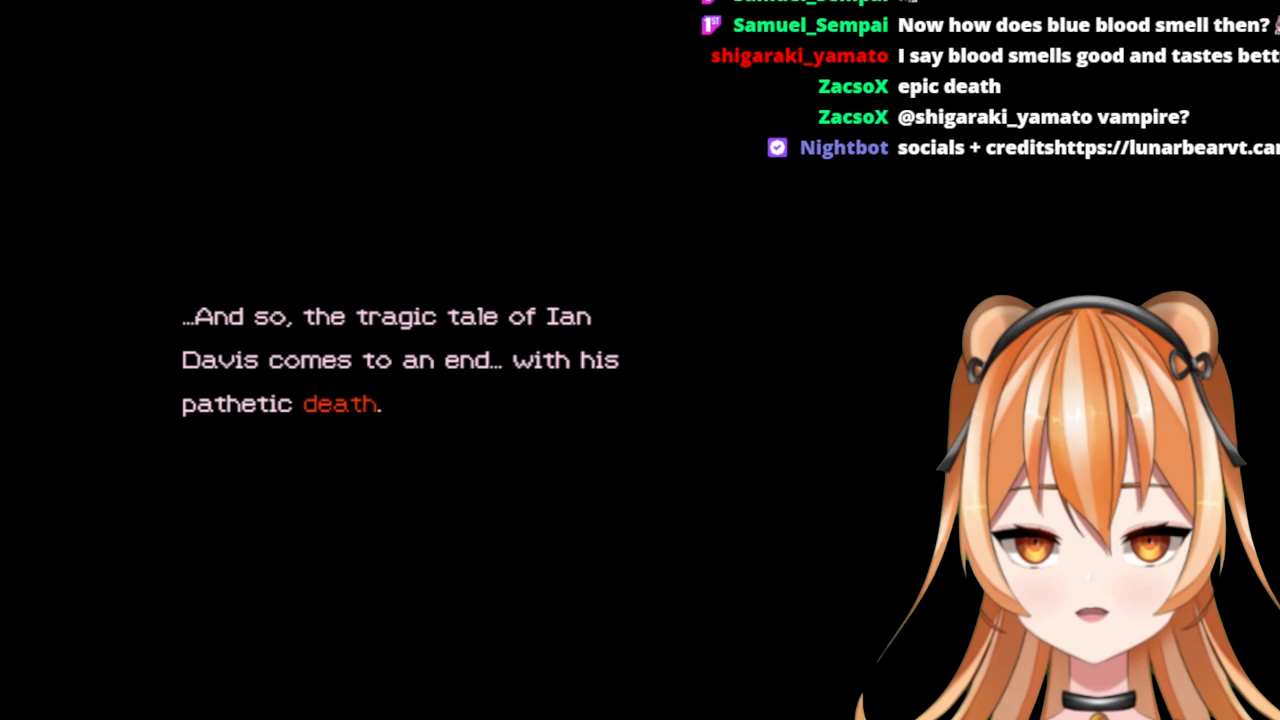 Samuel_Sempai
1ST Samuel_Sempai Now how does blue blood smell then?
shigaraki_yamato I say blood smells good and tastes
ZacsoX epic death
ZacsoX @shigaraki_yamato vampire?
Nightbot socials + creditshttps://lunarbearvt.
…And so, the tragic tale of Ian
Davis comes to an end… with his
pathetic death.